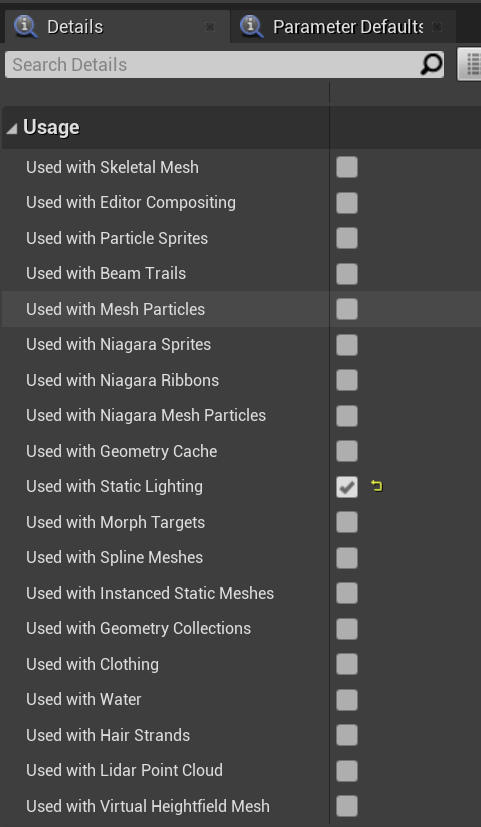 Details
Parameter Defaults
Search Details
Usage
Used with Skeletal Mesh
Used with Editor Compositing
Used with Particle Sprites
Used with Beam Trails
Used with Mesh Particles
Used with Niagara Sprites
Used with Niagara Ribbons
Used with Niagara Mesh Particles
Used with Geometry Cache
Used with Static Lighting
Used with Morph Targets
Used with Spline Meshes
Used with Instanced Static Meshes
Used with Geometry Collections
Used with Clothing
Used with Water
Used with Hair Strands
Used with Lidar Point Cloud
Used with Virtual Heightfield Mesh